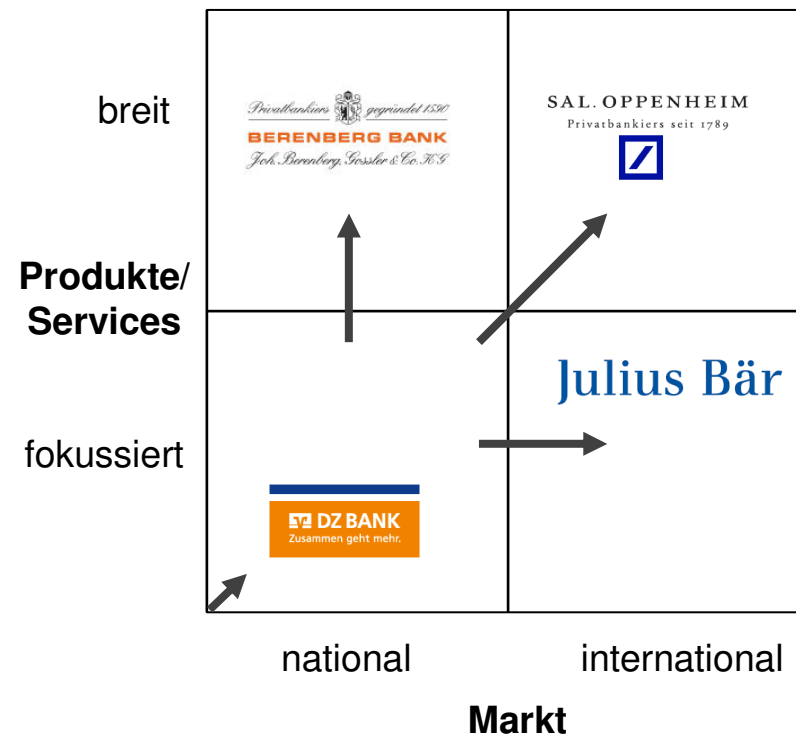 breit
Privatbankiers gegründet 1590
BERENBERG BANK
Joh. Berenberg, Gossler & Co. KG
SAL. OPPENHEIM
Privatbankiers seit 1789
Produkte/
Services
Julius Bär
fokussiert
DZ BANK
Zusammen geht mehr.
national
international
Markt